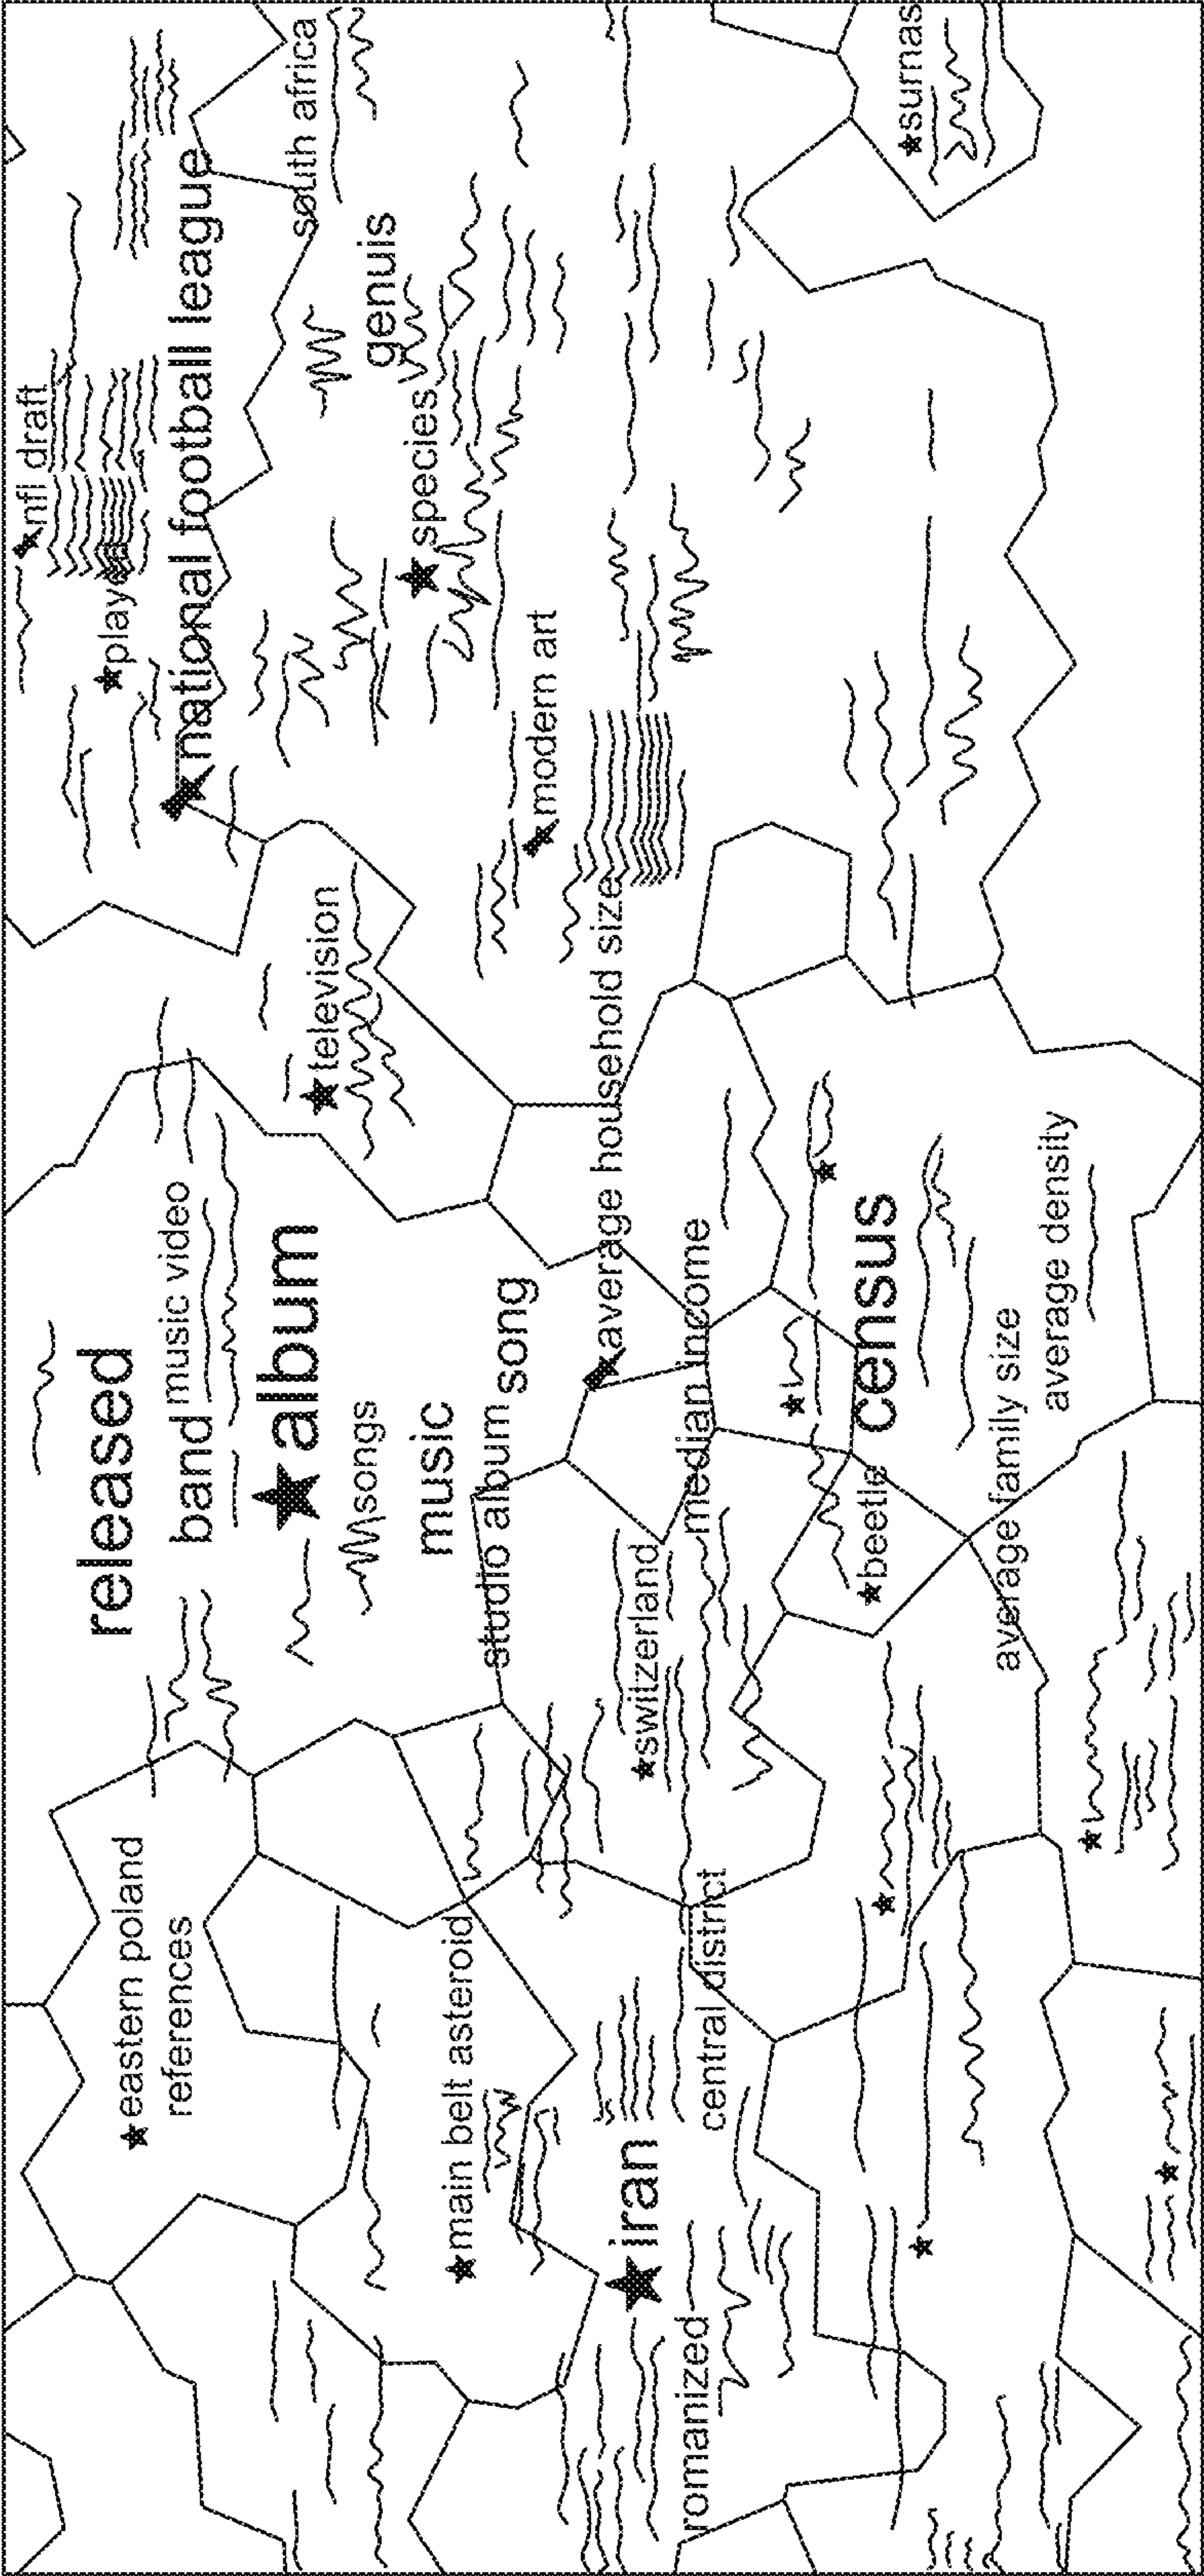 nfl draft
playe
national football league
south africa
surnas
genuis
species
modern art
television
average household size
released
band
music video
album
songs
music
song
studio album
median income
switzerland
beetle
census
average family size
average density
eastern poland
references
main belt asteroid
iran
central district
romanized